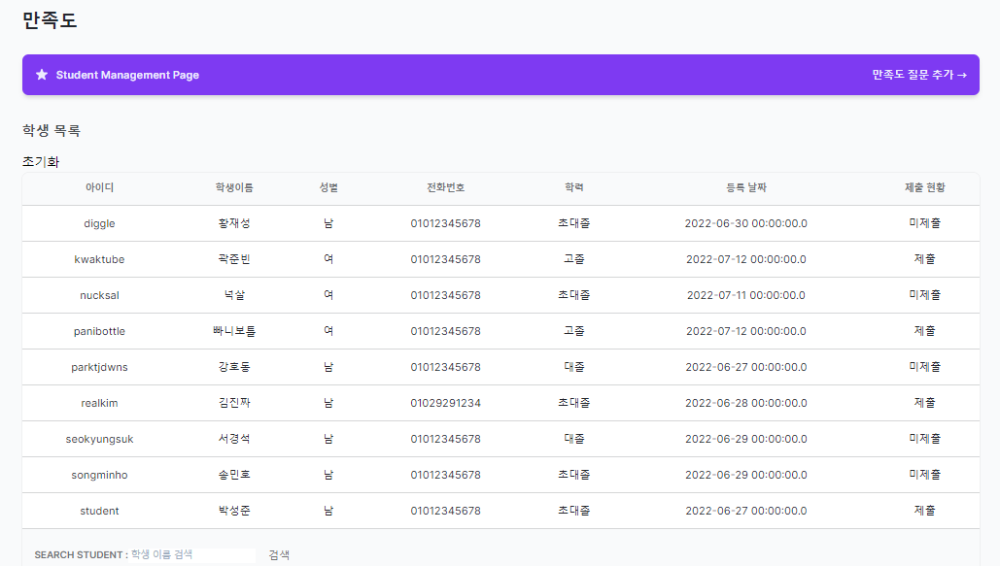 만족도
★ Student Management Page 만족도 질문 추가 →
학생 목록
초기화
아이디 학생이름 성별 전화번호 학력 등록 날짜 제출 현황
diggle 황재성 남 01012345678 초대졸 2022-06-30 00:00:00.0 미제출
kwaktube 곽준빈 여 01012345678 고졸 2022-07-12 00:00:00.0 제출
nucksal 넉살 여 01012345678 초대졸 2022-07-11 00:00:00.0 미제출
panibottle 빠니보틀 여 01012345678 고졸 2022-07-12 00:00:00.0 제출
parktjdwns 강호동 남 01012345678 대졸 2022-06-27 00:00:00.0 미제출
realkim 김진짜 남 01029291234 초대졸 2022-06-28 00:00:00.0 제출
seokyungsuk 서경석 남 01012345678 대졸 2022-06-29 00:00:00.0 미제출
songminho 송민호 남 01012345678 초대졸 2022-06-29 00:00:00.0 미제출
student 박성준 남 01012345678 초대졸 2022-06-27 00:00:00.0 제출
SEARCH STUDENT : 학생 이름 검색 검색